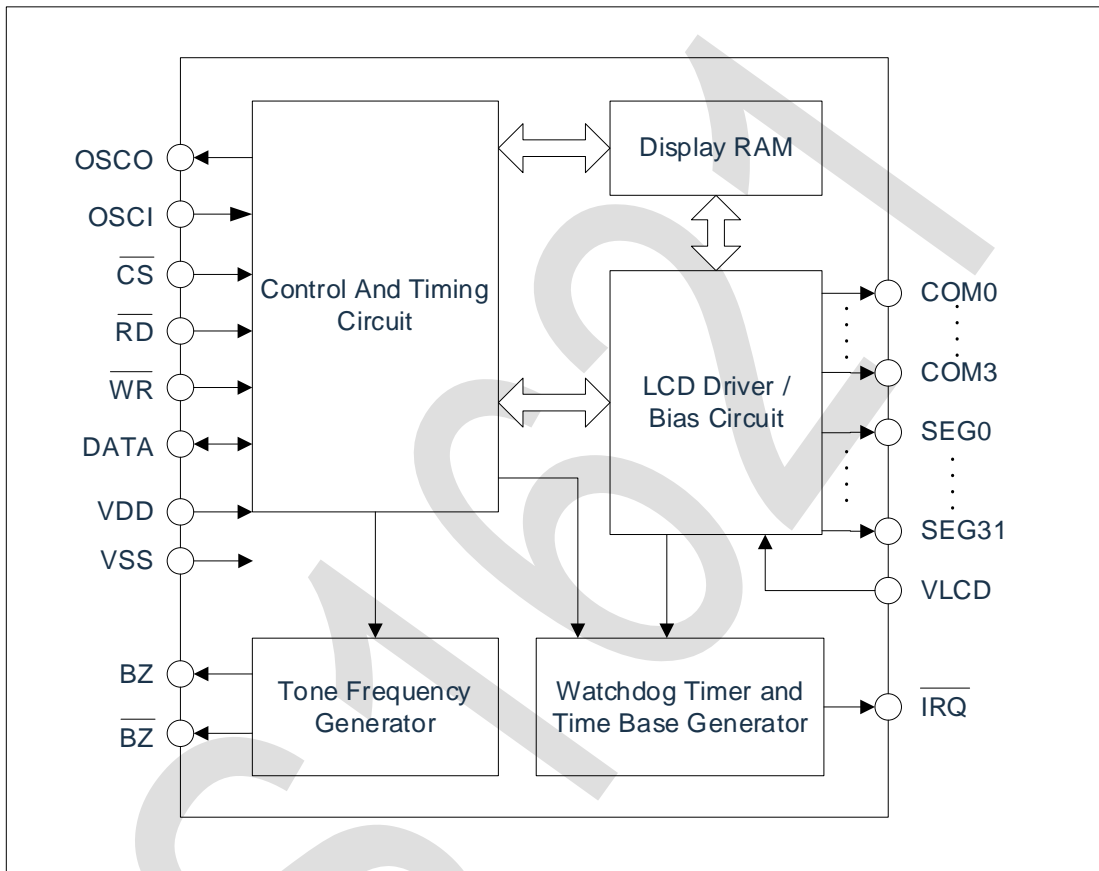 OSCO
OSCI
CS
RD
WR
DATA
VDD
VSS
BZ
BZ
Control And Timing
Circuit
Display RAM
LCD Driver /
Bias Circuit
Tone Frequency
Generator
Watchdog Timer and
Time Base Generator
COM0
COM3
SEG0
SEG31
VLCD
IRQ
S1621